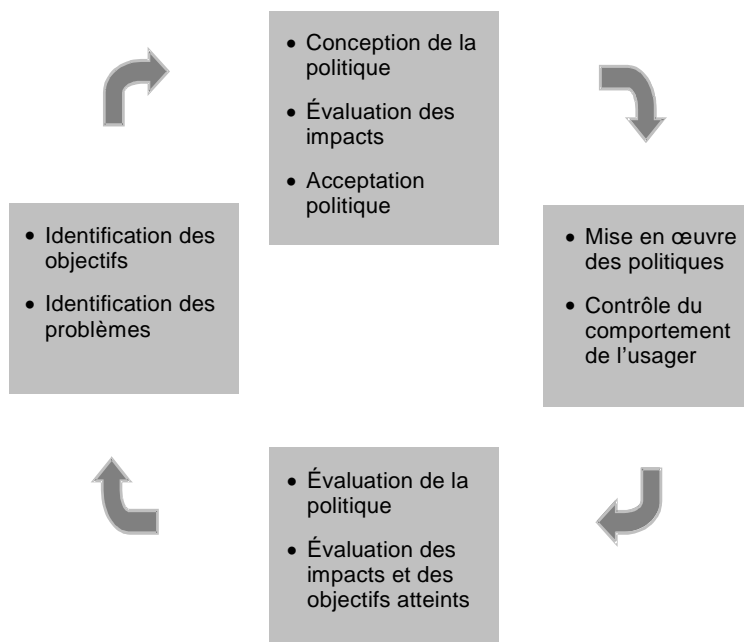 • Conception de la
politique
• Évaluation des
impacts
• Acceptation
politique
• Identification des
objectifs
• Identification des
problèmes
• Mise en œuvre
des politiques
• Contrôle du
comportement
de l’usager
• Évaluation de la
politique
• Évaluation des
impacts et des
objectifs atteints